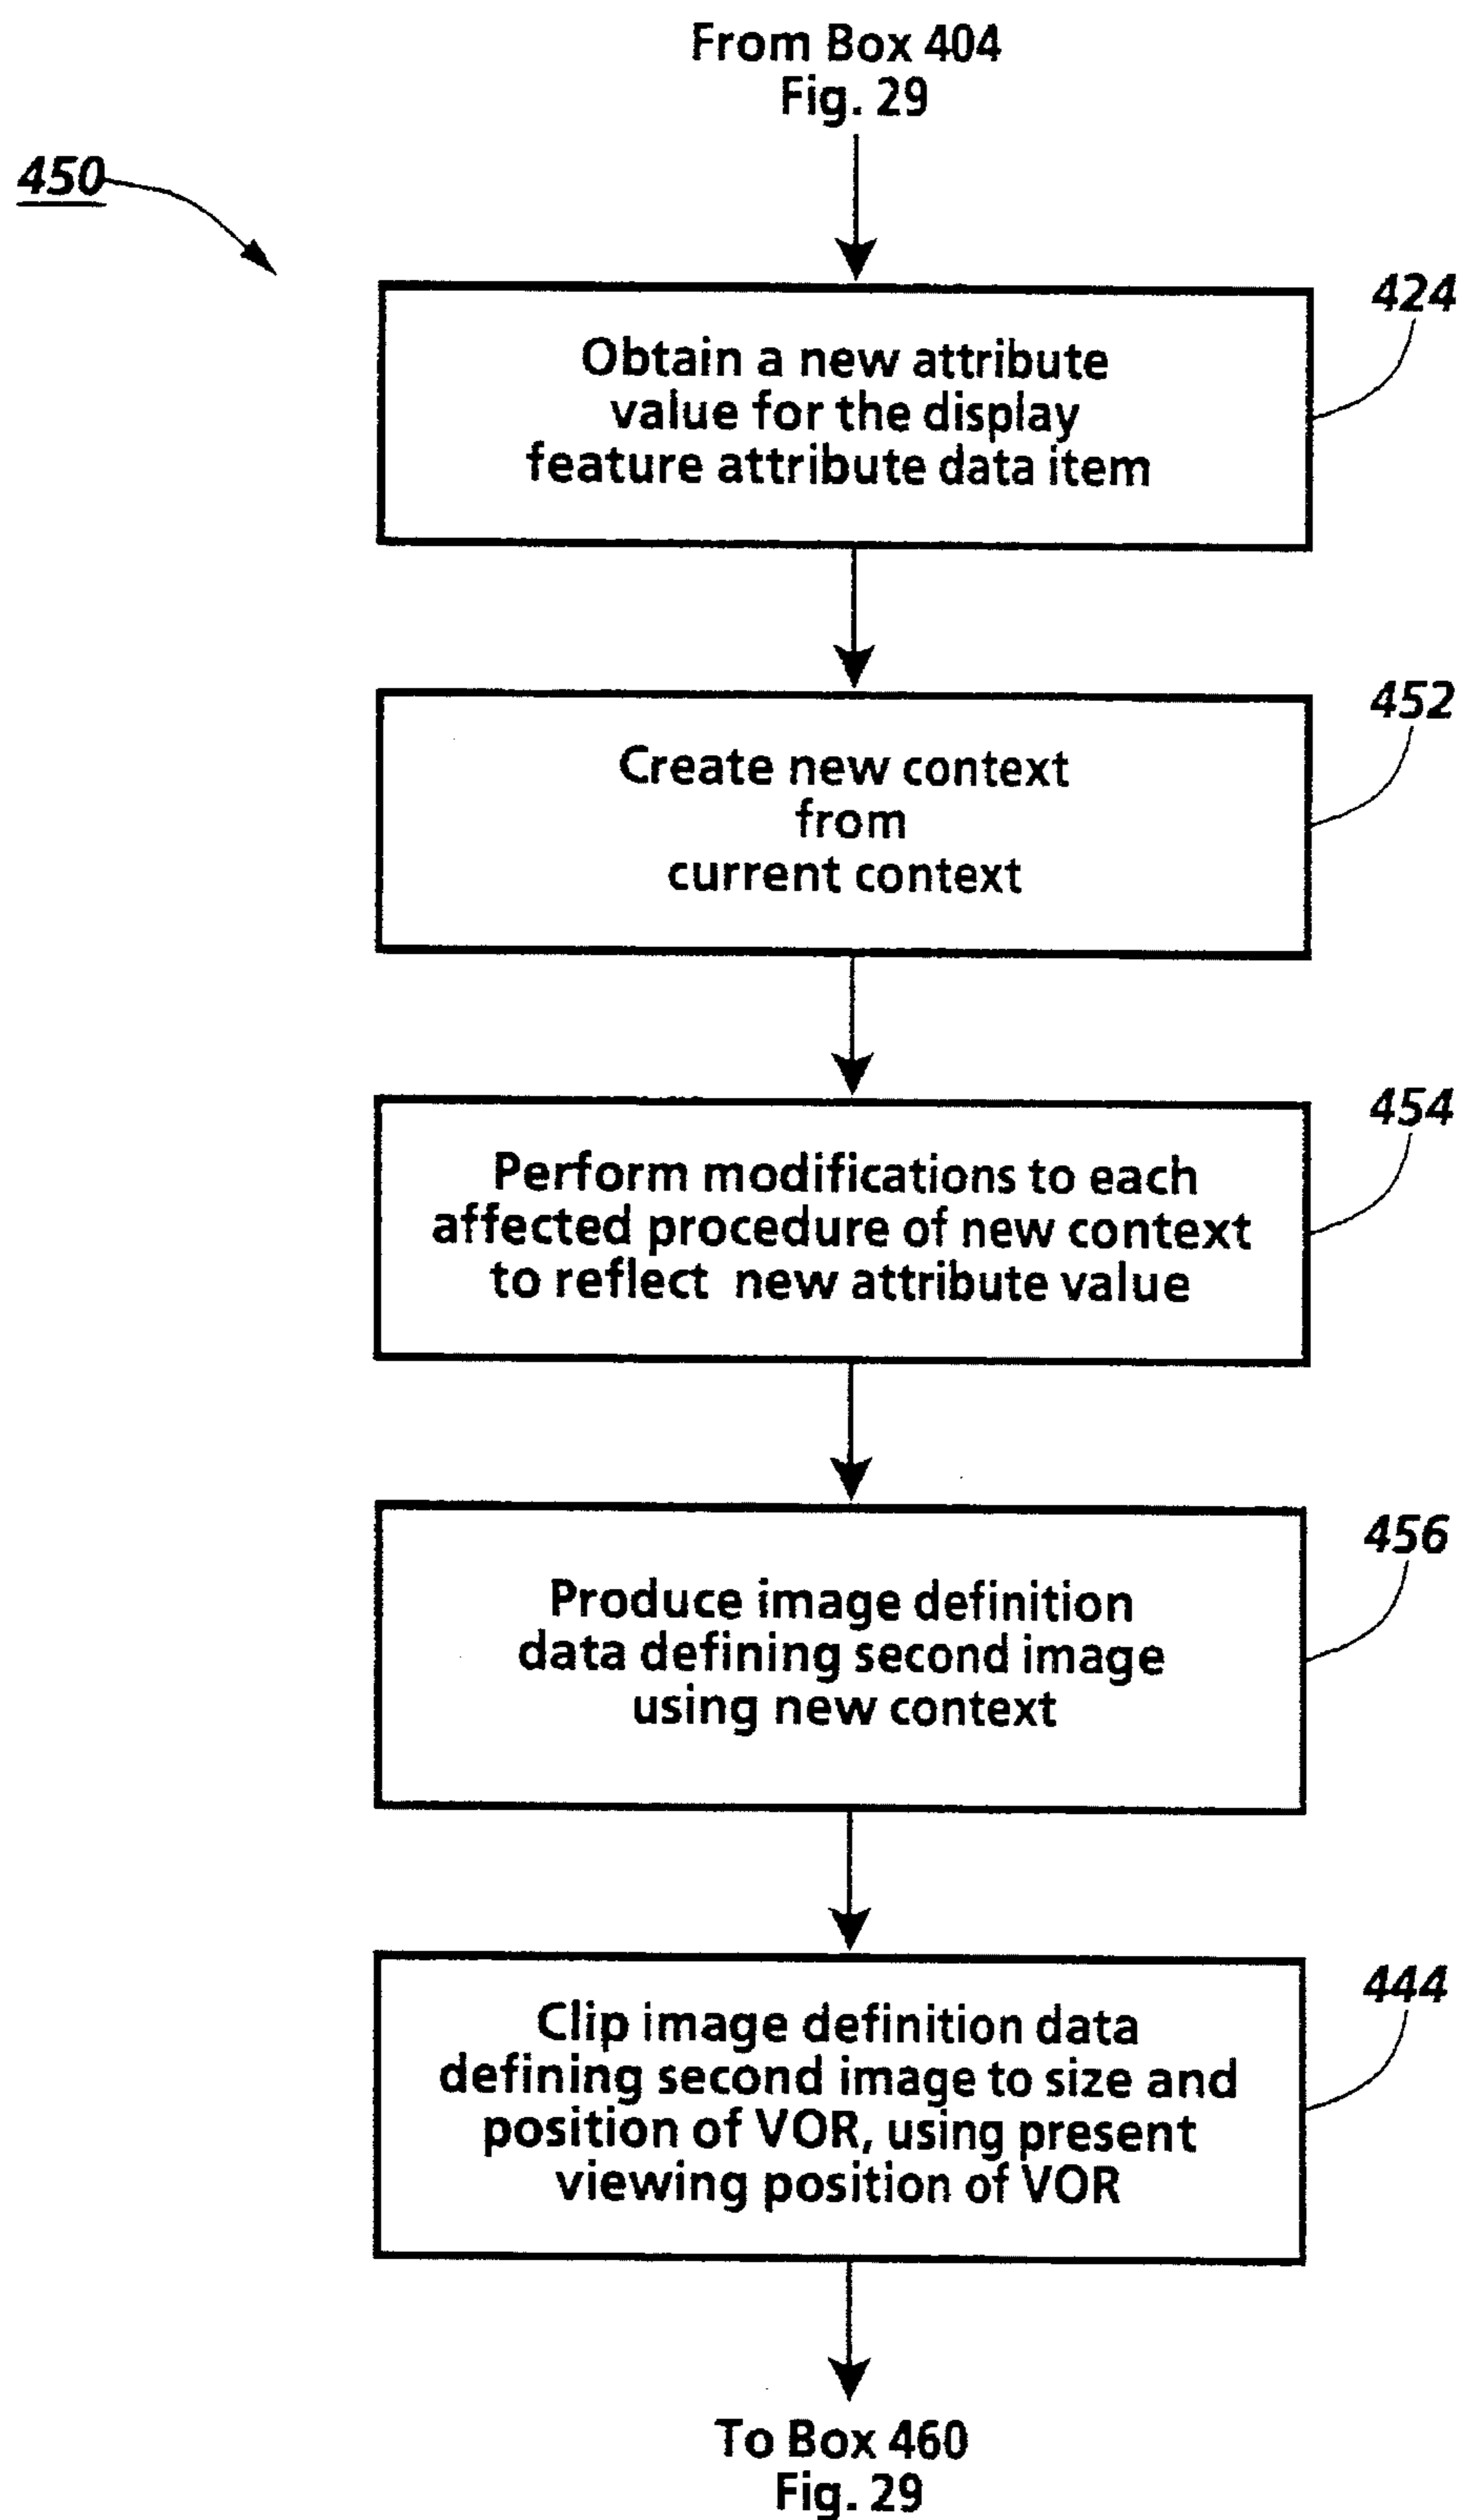 From Box 404
Fig. 29
450
424
Obtain a new attribute
value for the display
feature attribute data item
452
Create new context
from
current context
454
Perform modifications to each
affected procedure of new context
to reflect new attribute value
456
Produce image definition
data defining second image
using new context
444
Clip image definition data
defining second image to size and
position of VOR, using present
viewing position of VOR
To Box 460
Fig. 29